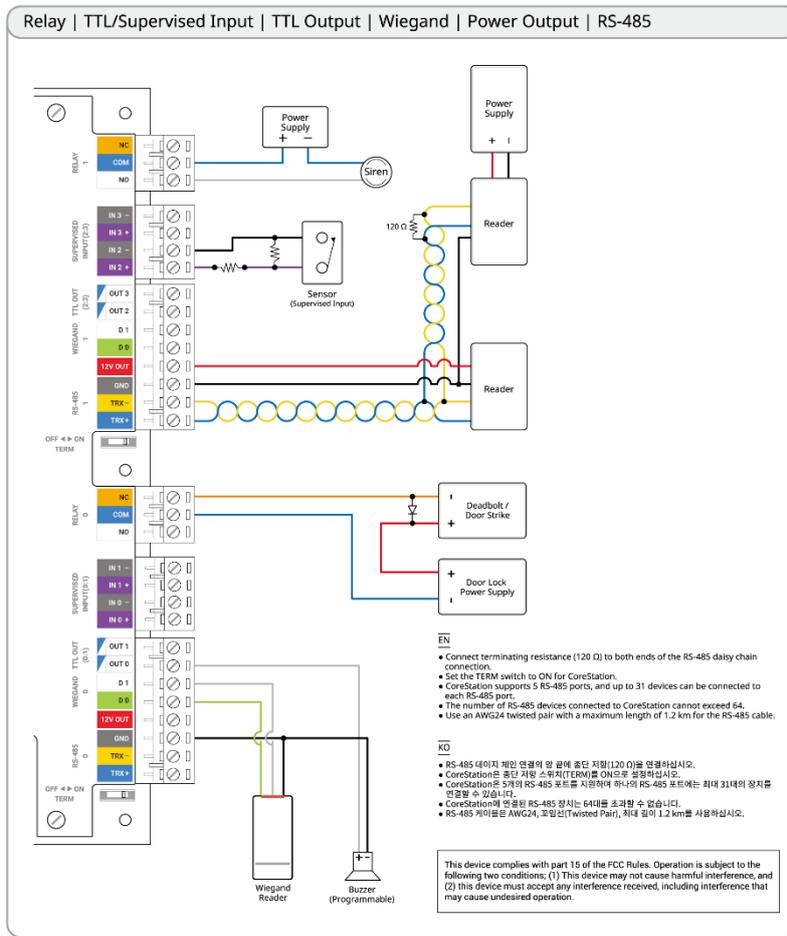 Relay | TTL/Supervised Input | TTL Output | Wiegand | Power Output | RS-485
Power
Supply
+ −
Siren
Power
Supply
+ −
Reader
120 Ω
Reader
RELAY
1
NC
COM
NO
SUPERVISED
INPUT(2:3)
IN 3 −
IN 3 +
IN 2 −
IN 2 +
Sensor
(Supervised Input)
TTL OUT
(2:3)
OUT 3
OUT 2
WIEGAND
1
D 1
D 0
12V OUT
GND
RS-485
1
TRX −
TRX +
OFF ◄ ► ON
TERM
RELAY
0
NC
COM
NO
-
Deadbolt /
Door Strike
+
+
Door Lock
Power Supply
-
SUPERVISED
INPUT(0:1)
IN 1 −
IN 1 +
IN 0 −
IN 0 +
TTL OUT
(0:1)
OUT 1
OUT 0
WIEGAND
0
D 1
D 0
12V OUT
GND
RS-485
0
TRX −
TRX +
OFF ◄ ► ON
TERM
Wiegand
Reader
+ -
Buzzer
(Programmable)
EN
● Connect terminating resistance (120 Ω) to both ends of the RS-485 daisy chain
connection.
● Set the TERM switch to ON for CoreStation.
● CoreStation supports 5 RS-485 ports, and up to 31 devices can be connected to
each RS-485 port.
● The number of RS-485 devices connected to CoreStation cannot exceed 64.
● Use an AWG24 twisted pair with a maximum length of 1.2 km for the RS-485 cable.
KO
● RS-485 데이지 체인 연결의 양 끝에 종단 저항(120 Ω)을 연결하십시오.
● CoreStation은 종단 저항 스위치(TERM)를 ON으로 설정하십시오.
● CoreStation은 5개의 RS-485 포트를 지원하며 하나의 RS-485 포트에는 최대 31대의 장치를
연결할 수 있습니다.
● CoreStation에 연결된 RS-485 장치는 64대를 초과할 수 없습니다.
● RS-485 케이블은 AWG24, 꼬임선(Twisted Pair), 최대 길이 1.2 km를 사용하십시오.
This device complies with part 15 of the FCC Rules. Operation is subject to the
following two conditions; (1) This device may not cause harmful interference, and
(2) this device must accept any interference received, including interference that
may cause undesired operation.